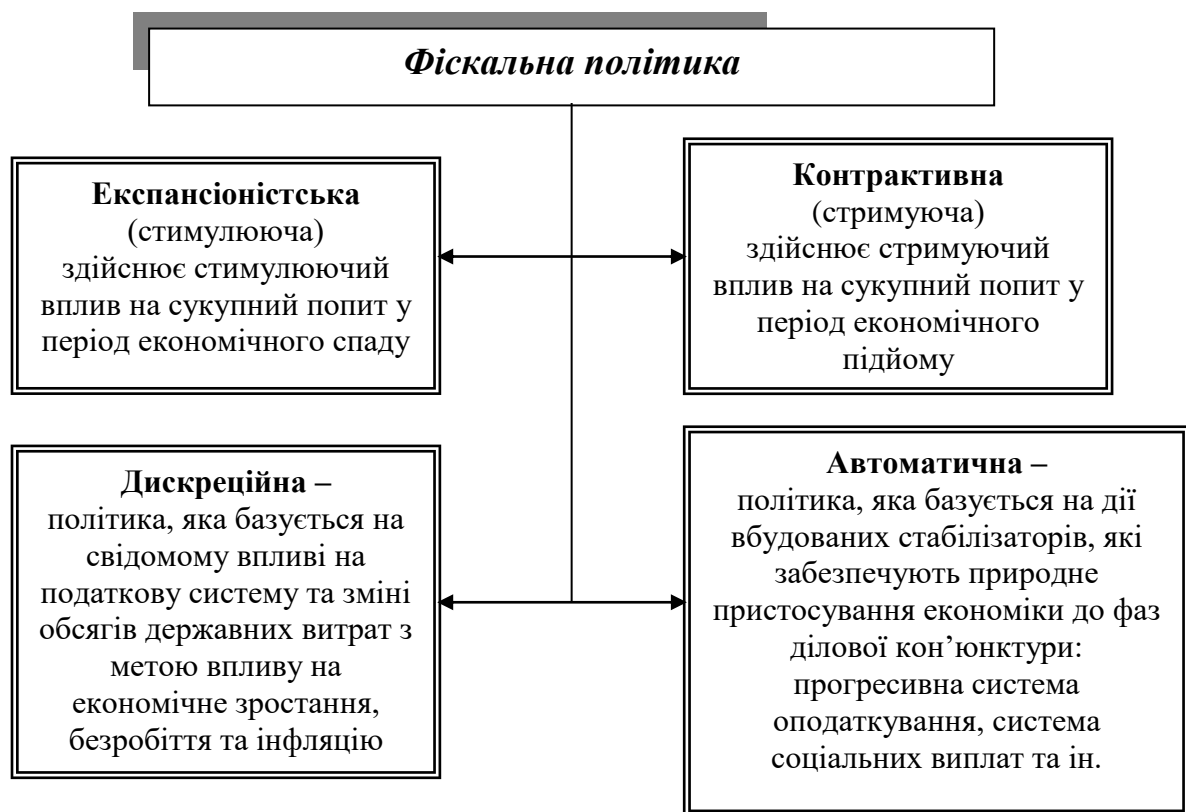 Фіскальна політика
Експансіоністська
(стимулююча)
здійснює стимулюючий
вплив на сукупний попит у
період економічного спаду
Контрактивна
(стримуюча)
здійснює стримуючий
вплив на сукупний попит у
період економічного
підйому
Дискреційна –
політика, яка базується на
свідомому впливі на
податкову систему та зміні
обсягів державних витрат з
метою впливу на
економічне зростання,
безробіття та інфляцію
Автоматична –
політика, яка базується на дії
вбудованих стабілізаторів, які
забезпечують природне
пристосування економіки до фаз
ділової кон’юнктури:
прогресивна система
оподаткування, система
соціальних виплат та ін.